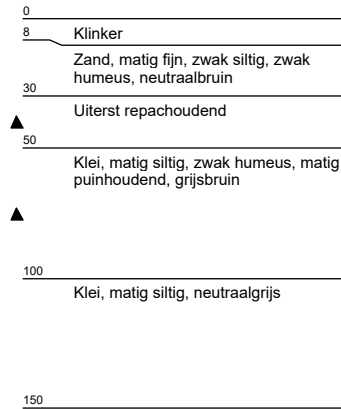 0
8
Klinker
Zand, matig fijn, zwak siltig, zwak
humeus, neutraalbruin
30
Uiterst repachoudend
50
Klei, matig siltig, zwak humeus, matig
puinhoudend, grijsbruin
100
Klei, matig siltig, neutraalgrijs
150